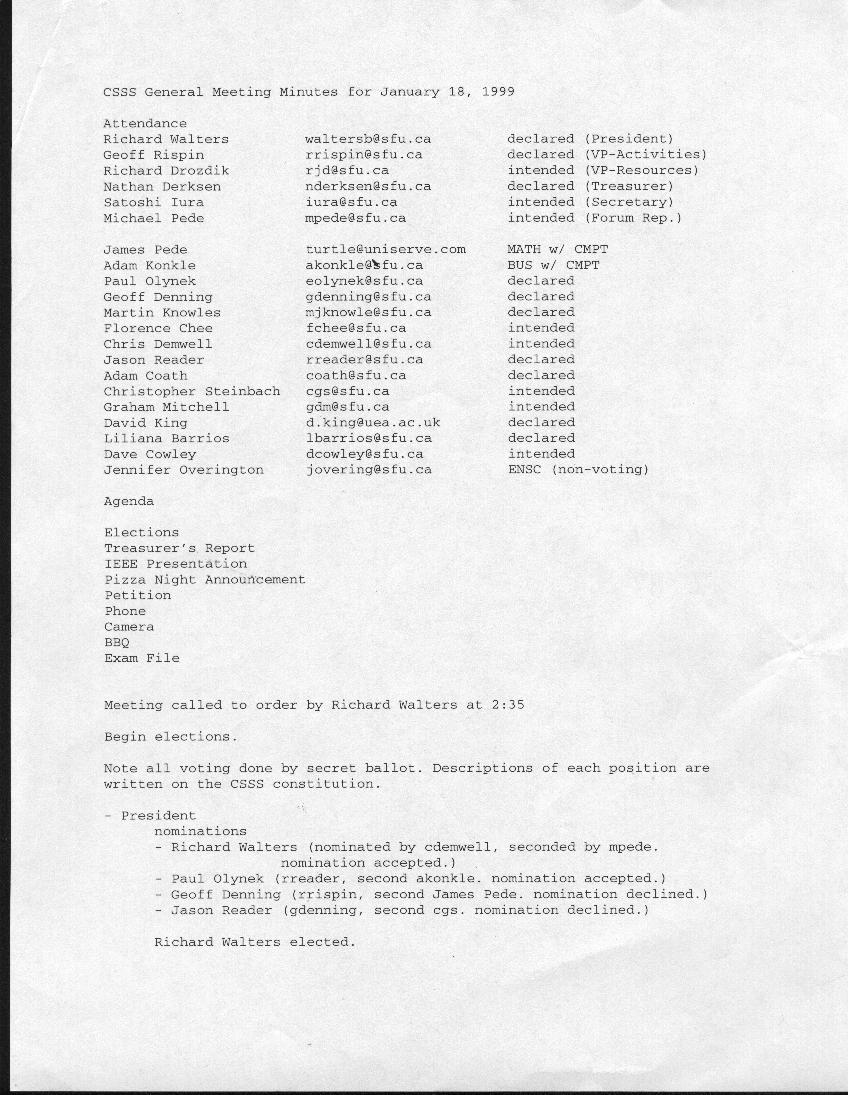 CSSS General Meeting Minutes for January 18, 1999
Attendance
Richard Walters waltersb@sfu.ca declared (President)
Geoff Rispin rrispin@sfu.ca declared (VP-Activities)
Richard Drozdik rjd@sfu.ca intended (VP-Resources)
Nathan Derksen nderksen@sfu.ca declared (Treasurer)
Satoshi Iura iura@sfu.ca intended (Secretary)
Michael Pede mpede@sfu.ca intended (Forum Rep.)
James Pede turtle@uniserve.com MATH w/ CMPT
Adam Konkle akonkle@sfu.ca BUS w/ CMPT
Paul Olynek eolynek@sfu.ca declared
Geoff Denning gdenning@sfu.ca declared
Martin Knowles mjknowle@sfu.ca declared
Florence Chee fchee@sfu.ca intended
Chris Demwell cdemwell@sfu.ca intended
Jason Reader rreader@sfu.ca declared
Adam Coath coath@sfu.ca declared
Christopher Steinbach cgs@sfu.ca intended
Graham Mitchell gdm@sfu.ca intended
David King d.king@uea.ac.uk declared
Liliana Barrios lbarrios@sfu.ca declared
Dave Cowley dcowley@sfu.ca intended
Jennifer Overington jovering@sfu.ca ENSC (non-voting)
Agenda
Elections
Treasurer's Report
IEEE Presentation
Pizza Night Announcement
Petition
Phone
Camera
BBQ
Exam File
Meeting called to order by Richard Walters at 2:35
Begin elections.
Note all voting done by secret ballot. Descriptions of each position are
written on the CSSS constitution.
- President
nominations
- Richard Walters (nominated by cdemwell, seconded by mpede.
nomination accepted.)
- Paul Olynek (rreader, second akonkle. nomination accepted.)
- Geoff Denning (rrispin, second James Pede. nomination declined.)
- Jason Reader (gdenning, second cgs. nomination declined.)
Richard Walters elected.